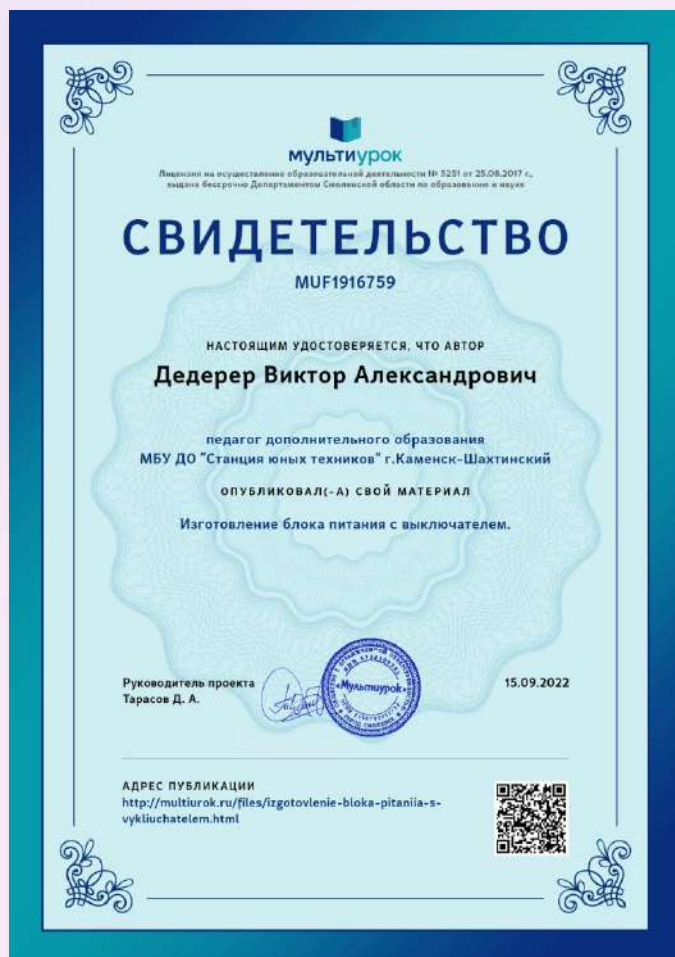 мультиурок
Лицензия на осуществление образовательной деятельности № 5251 от 25.08.2017 г.,
выдана бессрочно Департаментом Смоленской области по образованию и науке
СВИДЕТЕЛЬСТВО
MUF1916759
НАСТОЯЩИМ УДОСТОВЕРЯЕТСЯ, ЧТО АВТОР
Дедерер Виктор Александрович
педагог дополнительного образования
МБУ ДО "Станция юных техников" г.Каменск-Шахтинский
ОПУБЛИКОВАЛ(-А) СВОЙ МАТЕРИАЛ
Изготовление блока питания с выключателем.
Руководитель проекта
Тарасов Д. А.
«Мультиурок»
15.09.2022
АДРЕС ПУБЛИКАЦИИ
http://multiurok.ru/files/izgotovlenie-bloka-pitaniia-s-
vykliuchatelem.html